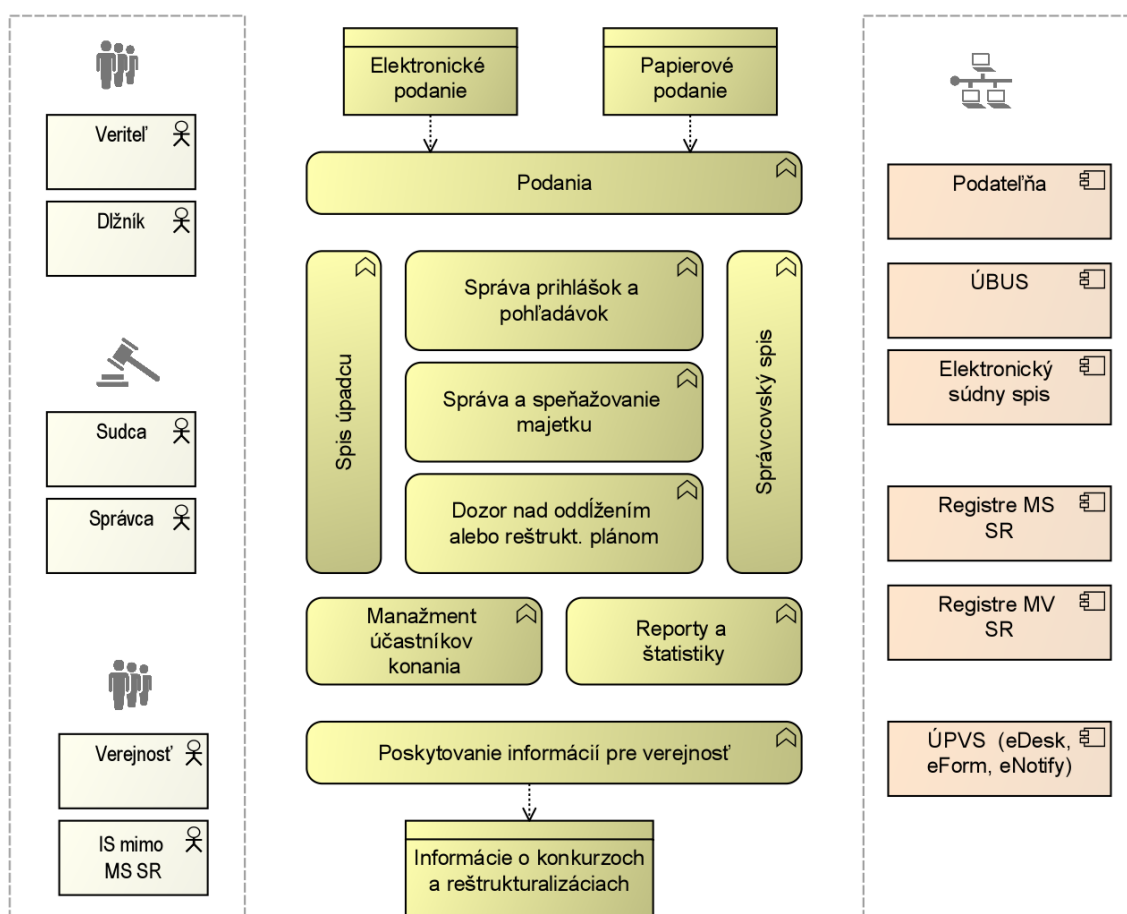 Veriteľ
Dlžník
Sudca
Správca
Verejnosť
IS mimo
MS SR
Elektronické
podanie
Papierové
podanie
Podania
Spis úpadcu
Správa prihlášok a
pohľadávok
Správa a speňažovanie
majetku
Dozor nad oddĺžením
alebo reštrukt. plánom
Správcovský spis
Manažment
účastníkov
konania
Reporty a
štatistiky
Poskytovanie informácií pre verejnosť
Informácie o konkurzoch
a reštrukturalizáciach
Podateľňa
ÚBUS
Elektronický
súdny spis
Registre MS
SR
Registre MV
SR
ÚPVS (eDesk,
eForm, eNotify)